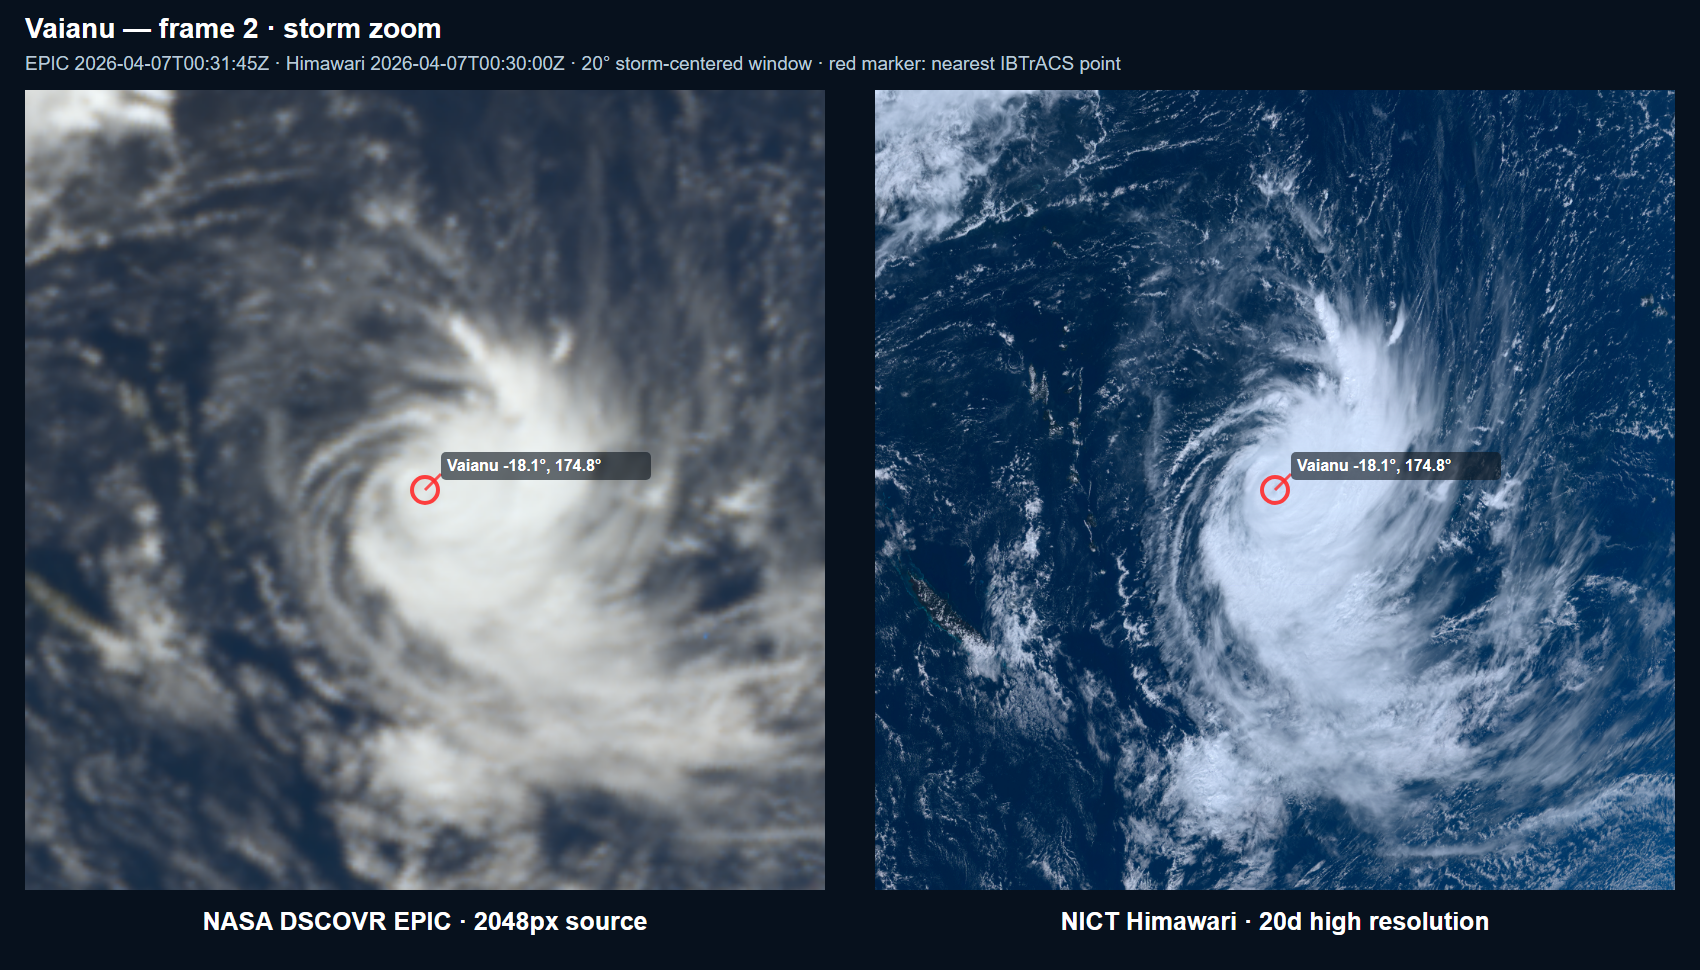 Vaianu — frame 2 · storm zoom
EPIC 2026-04-07T00:31:45Z · Himawari 2026-04-07T00:30:00Z · 20° storm-centered window · red marker: nearest IBTrACS point
Vaianu -18.1°, 174.8°
Vaianu -18.1°, 174.8°
NASA DSCOVR EPIC · 2048px source
NICT Himawari · 20d high resolution